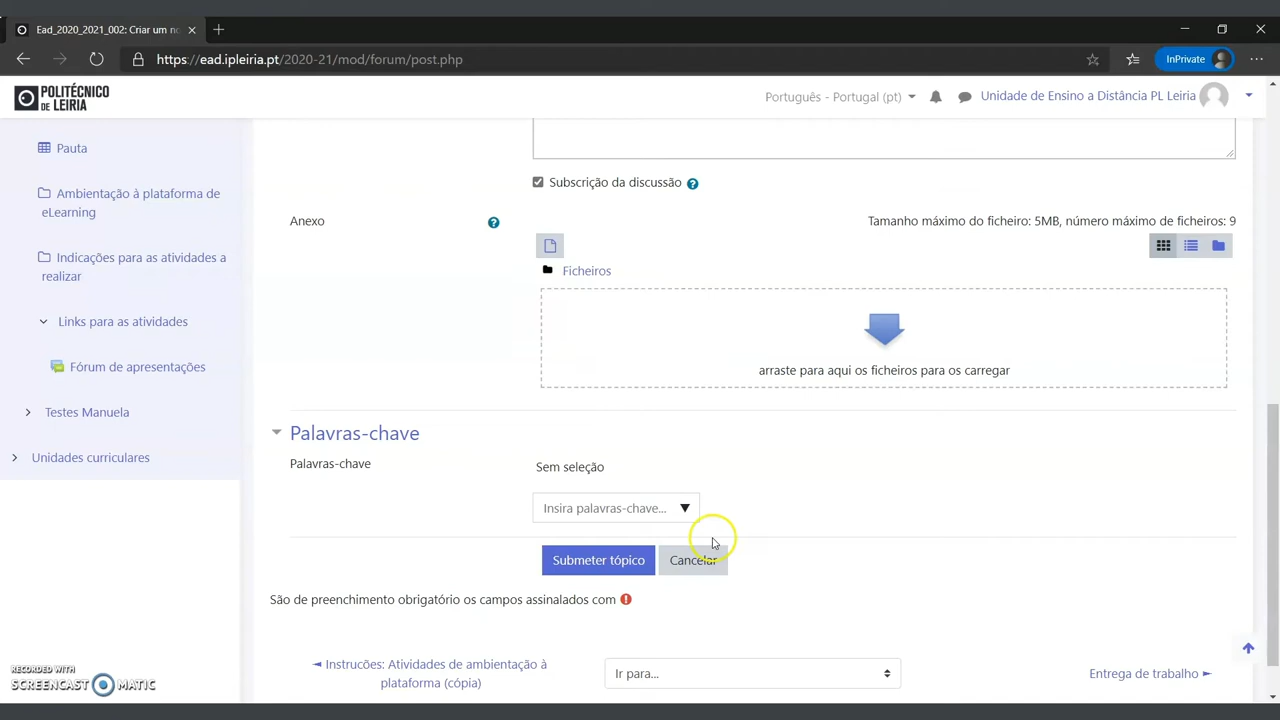 Ead_2020_2021_002: Criar um no
https://ead.ipleiria.pt/2020-21/mod/forum/post.php
InPrivate
POLITÉCNICO
DE LEIRIA
Português - Portugal (pt)
Unidade de Ensino a Distância PL Leiria
Pauta
Ambientação à plataforma de
eLearning
Indicações para as atividades a
realizar
Links para as atividades
Fórum de apresentações
Testes Manuela
Unidades curriculares
Subscrição da discussão
Anexo
Tamanho máximo do ficheiro: 5MB, número máximo de ficheiros: 9
Ficheiros
arraste para aqui os ficheiros para os carregar
Palavras-chave
Palavras-chave
Sem seleção
Insira palavras-chave...
Submeter tópico
Cancelar
São de preenchimento obrigatório os campos assinalados com
◄ Instrucões: Atividades de ambientação à
plataforma (cópia)
Ir para...
Entrega de trabalho ►
RECORDED WITH
SCREENCAST MATIC